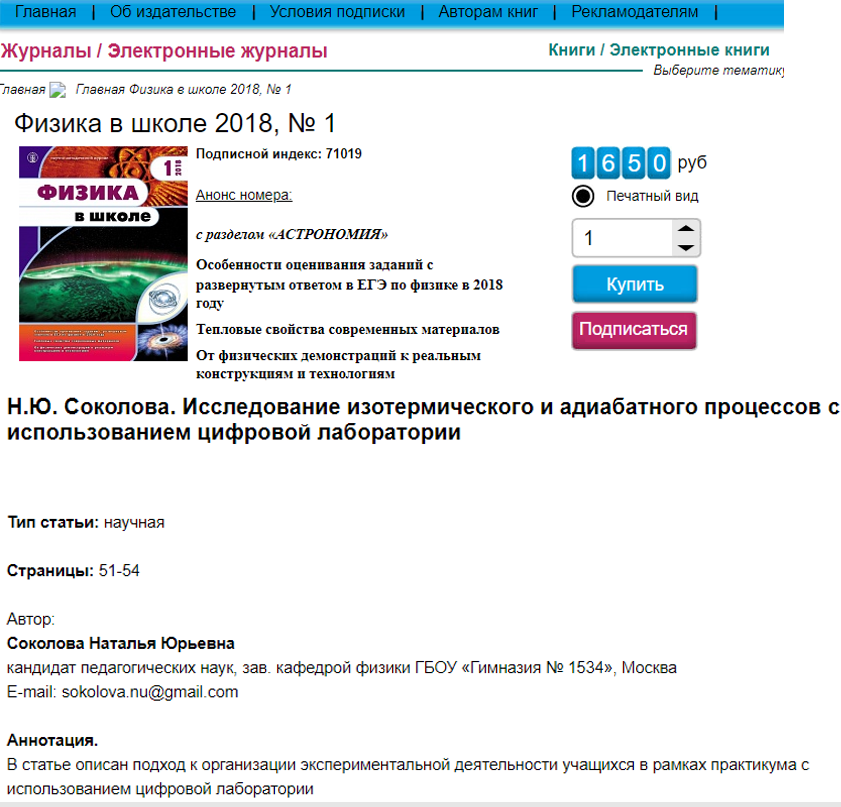 Главная | Об издательстве | Условия подписки | Авторам книг | Рекламодателям |
Журналы / Электронные журналы
Книги / Электронные книги
Выберите тематику
Главная Главная Физика в школе 2018, № 1
Физика в школе 2018, № 1
1 2018
ФИЗИКА
в школе
Подписной индекс: 71019
Анонс номера:
с разделом «АСТРОНОМИЯ»
Особенности оценивания заданий с
развернутым ответом в ЕГЭ по физике в 2018
году
Тепловые свойства современных материалов
От физических демонстраций к реальным
конструкциям и технологиям
1650 руб
Печатный вид
1
Купить
Подписаться
Н.Ю. Соколова. Исследование изотермического и адиабатного процессов с
использованием цифровой лаборатории
Тип статьи: научная
Страницы: 51-54
Автор:
Соколова Наталья Юрьевна
кандидат педагогических наук, зав. кафедрой физики ГБОУ «Гимназия № 1534», Москва
E-mail: sokolova.nu@gmail.com
Аннотация.
В статье описан подход к организации экспериментальной деятельности учащихся в рамках практикума с
использованием цифровой лаборатории